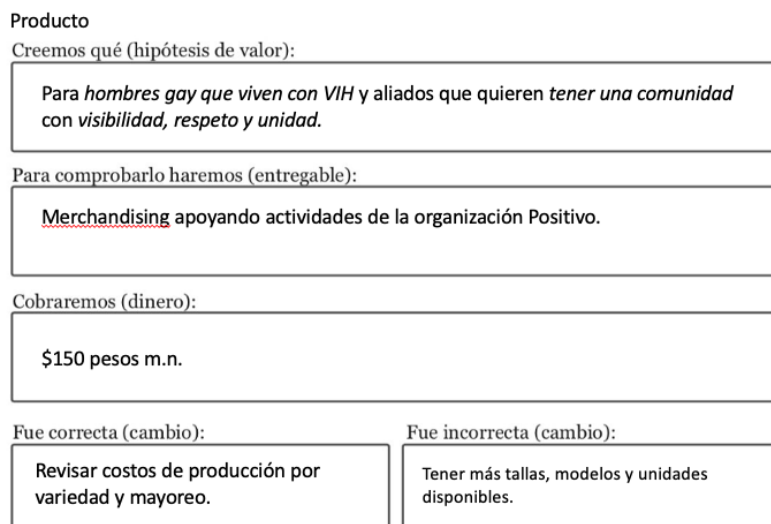 Producto
Creemos qué (hipótesis de valor):
Para hombres gay que viven con VIH y aliados que quieren tener una comunidad
con visibilidad, respeto y unidad.
Para comprobarlo haremos (entregable):
Merchandising apoyando actividades de la organización Positivo.
Cobraremos (dinero):
$150 pesos m.n.
Fue correcta (cambio):
Revisar costos de producción por
variedad y mayoreo.
Fue incorrecta (cambio):
Tener más tallas, modelos y unidades
disponibles.